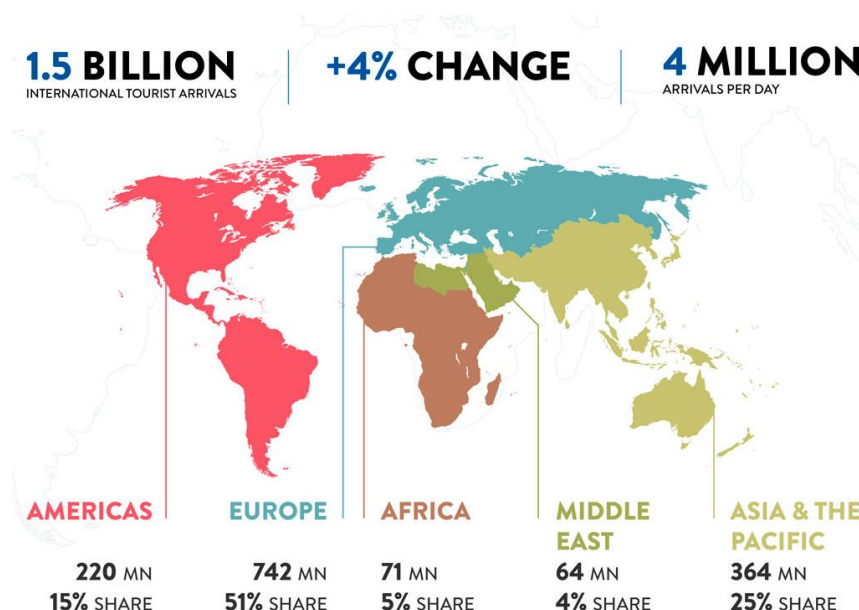 1.5 BILLION
INTERNATIONAL TOURIST ARRIVALS
+4% CHANGE
4 MILLION
ARRIVALS PER DAY
AMERICAS
220 MN
15% SHARE
EUROPE
742 MN
51% SHARE
AFRICA
71 MN
5% SHARE
MIDDLE
EAST
64 MN
4% SHARE
ASIA & THE
PACIFIC
364 MN
25% SHARE